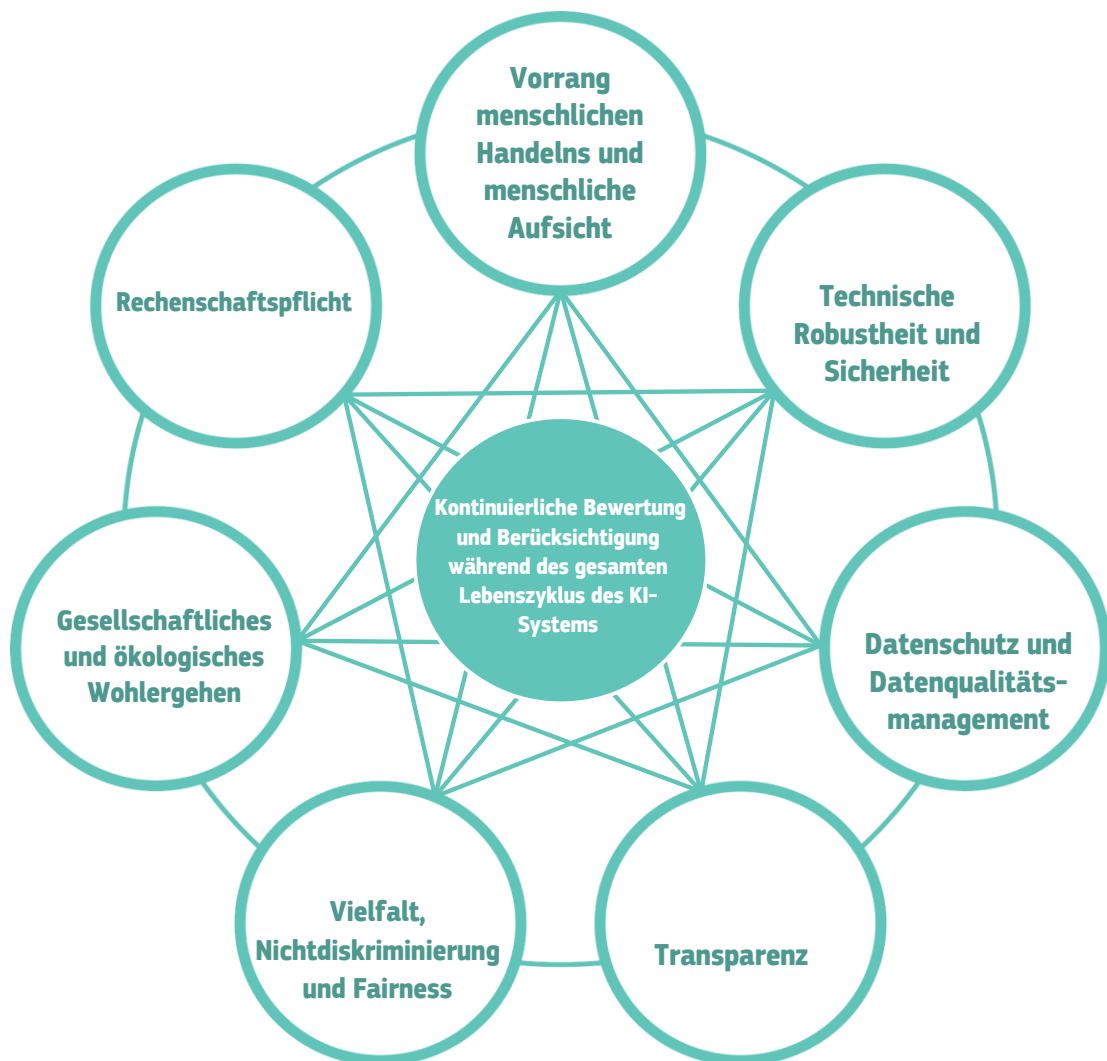 Vorrang
menschlichen
Handelns und
menschliche
Aufsicht
Technische
Robustheit und
Sicherheit
Datenschutz und
Datenqualitäts-
management
Transparenz
Vielfalt,
Nichtdiskriminierung
und Fairness
Gesellschaftliches
und ökologisches
Wohlergehen
Rechenschaftspflicht
Kontinuierliche Bewertung
und Berücksichtigung
während des gesamten
Lebenszyklus des KI-
Systems